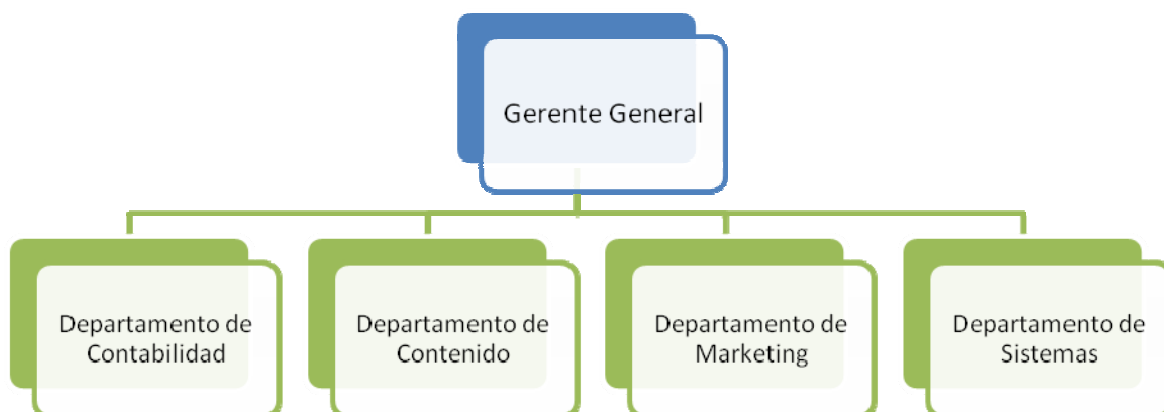 Gerente General
Departamento de
Contabilidad
Departamento de
Contenido
Departamento de
Marketing
Departamento de
Sistemas